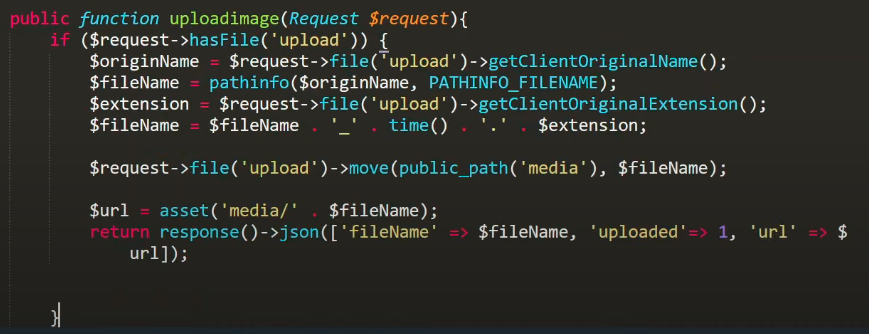 public function uploadimage(Request $request){
if ($request->hasFile('upload')) {
$originName = $request->file('upload')->getClientOriginalName();
$fileName = pathinfo($originName, PATHINFO_FILENAME);
$extension = $request->file('upload')->getClientOriginalExtension();
$fileName = $fileName . '_' . time() . '.' . $extension;
$request->file('upload')->move(public_path('media'), $fileName);
$url = asset('media/' . $fileName);
return response()->json(['fileName' => $fileName, 'uploaded'=> 1, 'url' => $
url]);
}